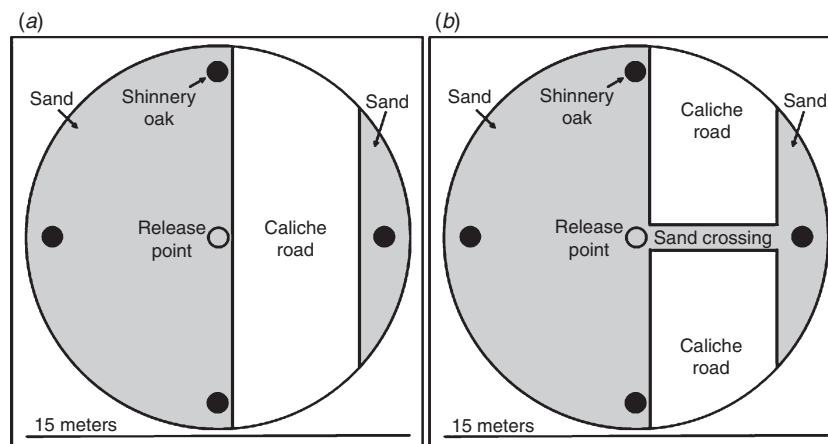 (a)
Sand
Shinnery
oak
Sand
Release
point
Caliche
road
15 meters
(b)
Sand
Shinnery
oak
Caliche
road
Sand
Release
point
Sand crossing
Caliche
road
15 meters